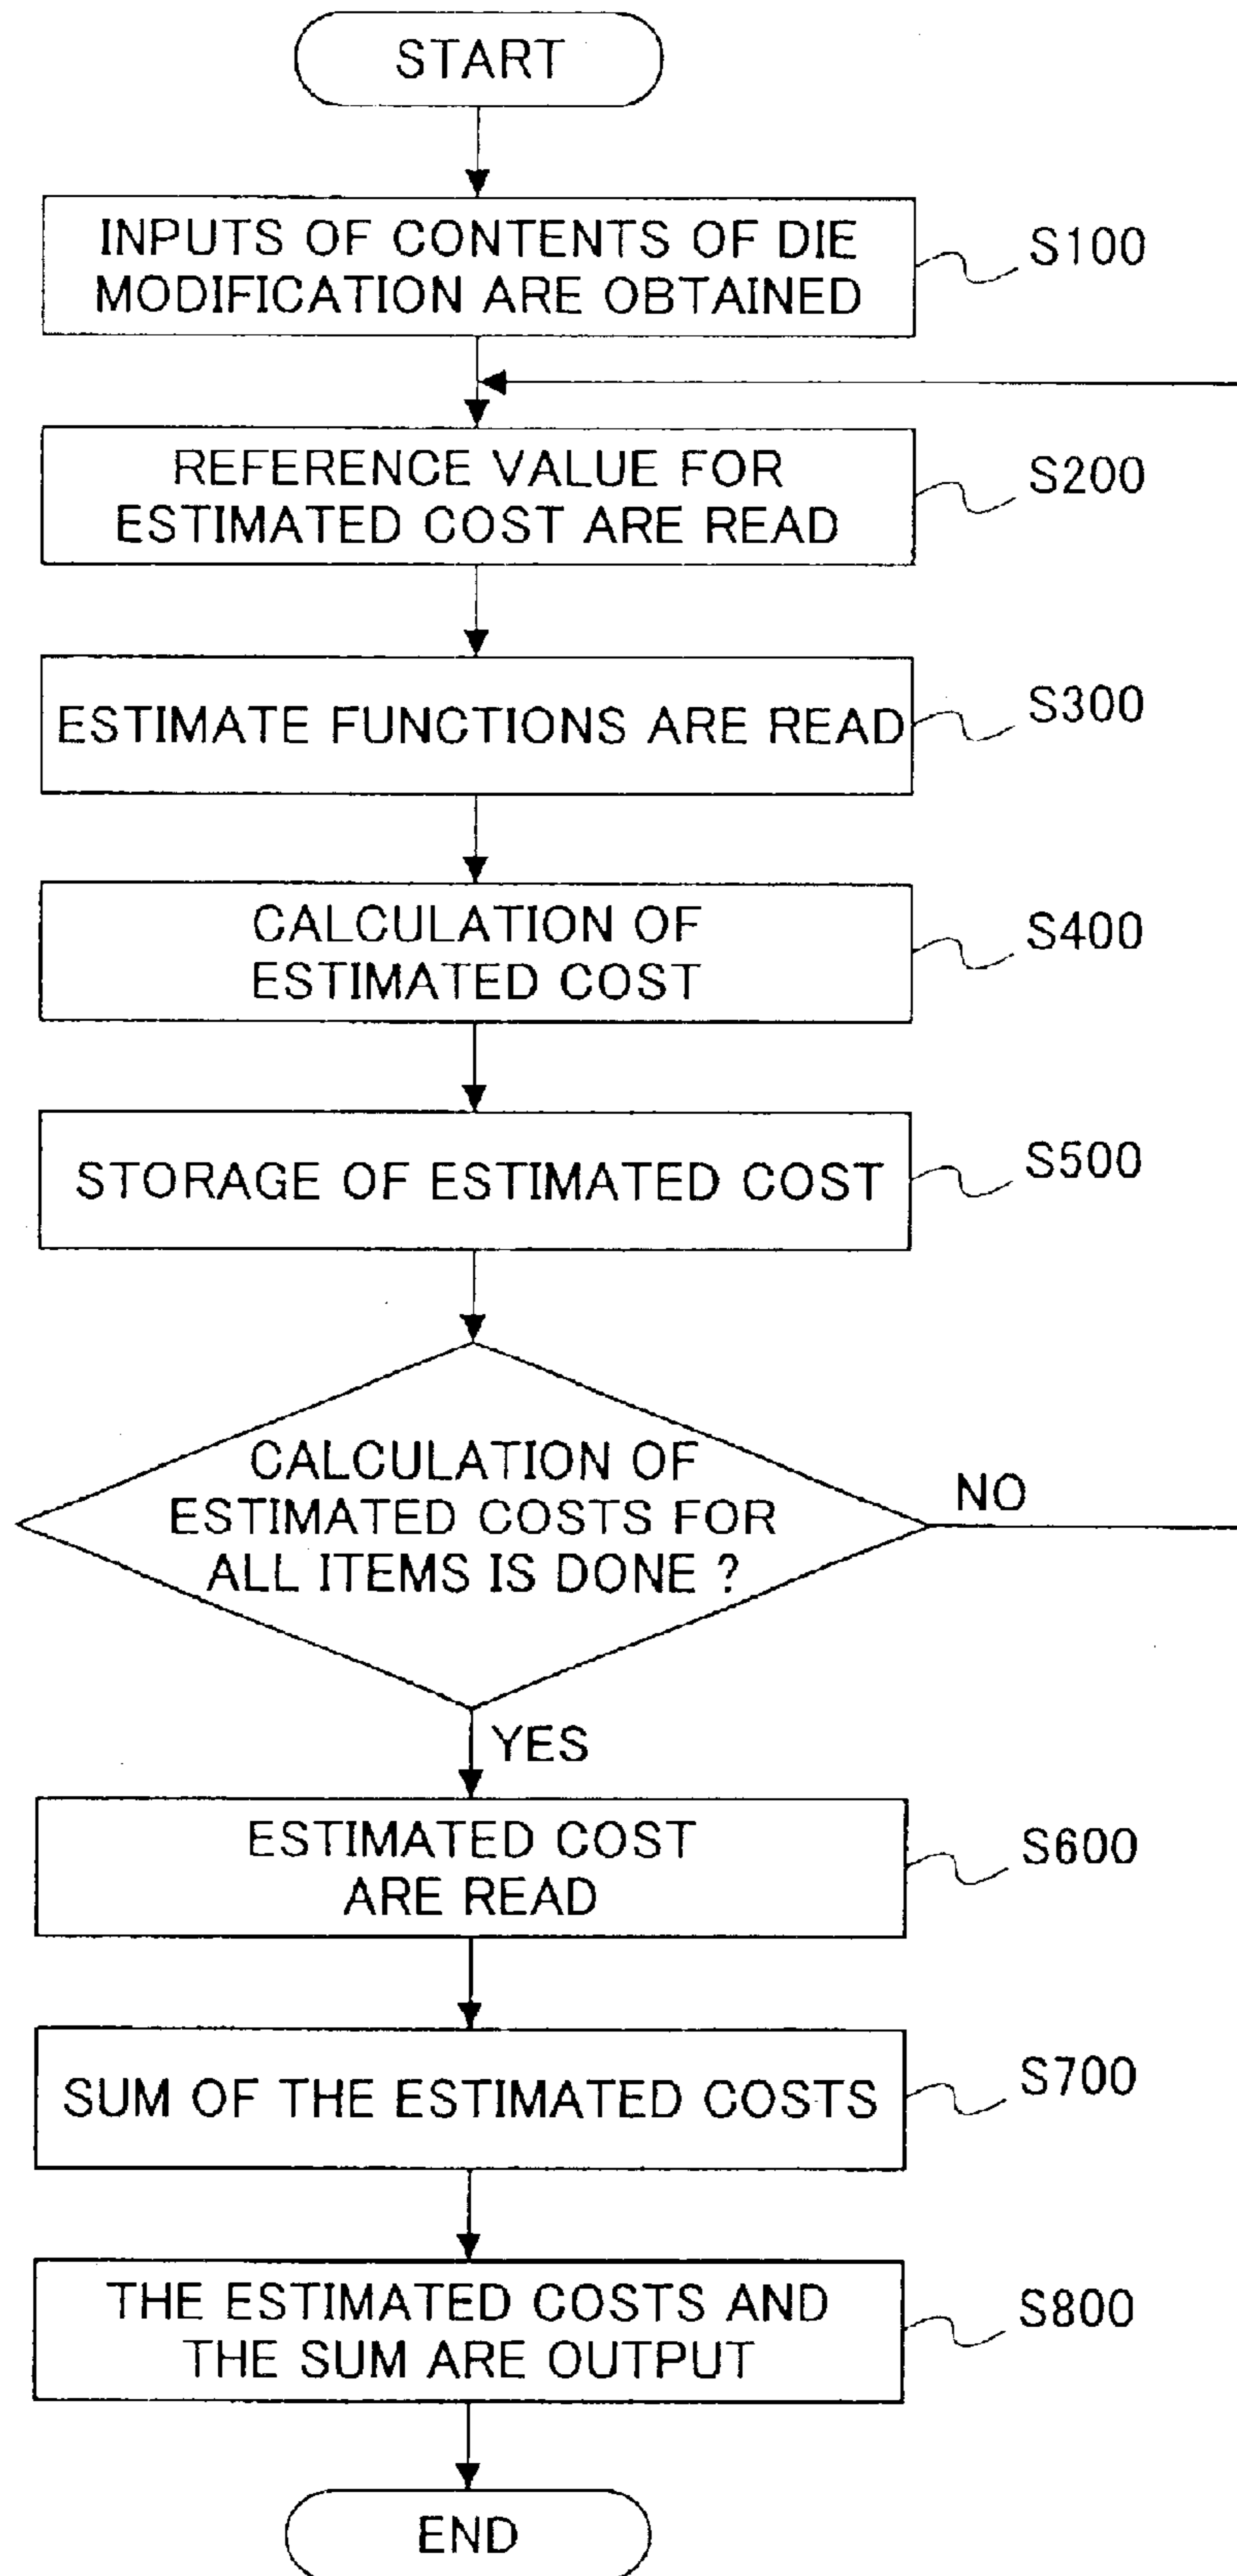 START
INPUTS OF CONTENTS OF DIE
MODIFICATION ARE OBTAINED
S100
REFERENCE VALUE FOR
ESTIMATED COST ARE READ
S200
ESTIMATE FUNCTIONS ARE READ
S300
CALCULATION OF
ESTIMATED COST
S400
STORAGE OF ESTIMATED COST
S500
CALCULATION OF
ESTIMATED COSTS FOR
ALL ITEMS IS DONE ?
NO
YES
ESTIMATED COST
ARE READ
S600
SUM OF THE ESTIMATED COSTS
S700
THE ESTIMATED COSTS AND
THE SUM ARE OUTPUT
S800
END